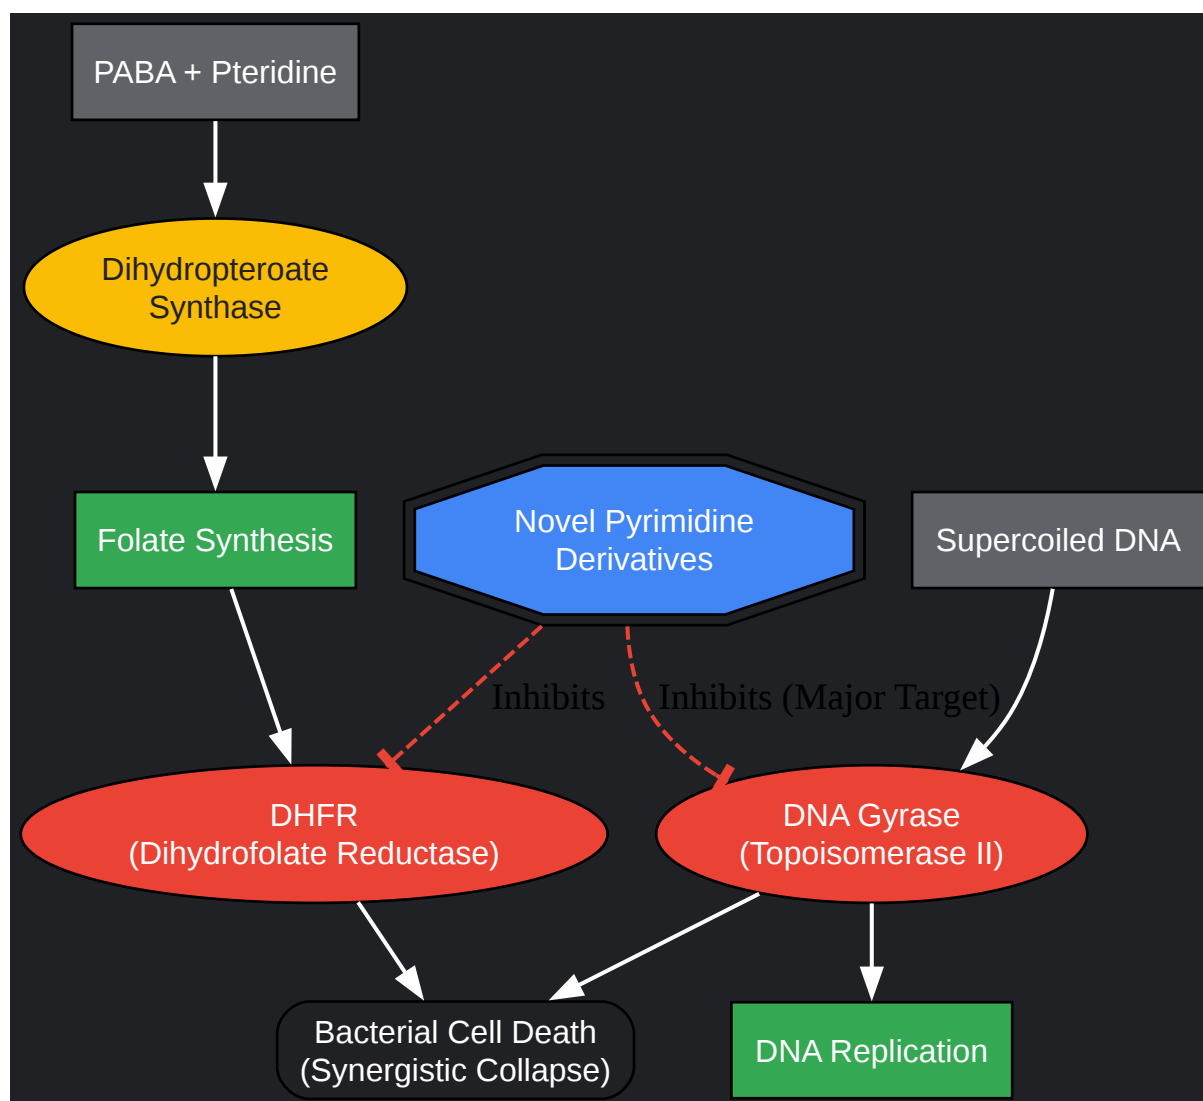 PABA + Pteridine
Dihydropteroate
Synthase
Folate Synthesis
Novel Pyrimidine
Derivatives
Supercoiled DNA
Inhibits
Inhibits (Major Target)
DHFR
(Dihydrofolate Reductase)
DNA Gyrase
(Topoisomerase II)
Bacterial Cell Death
(Synergistic Collapse)
DNA Replication